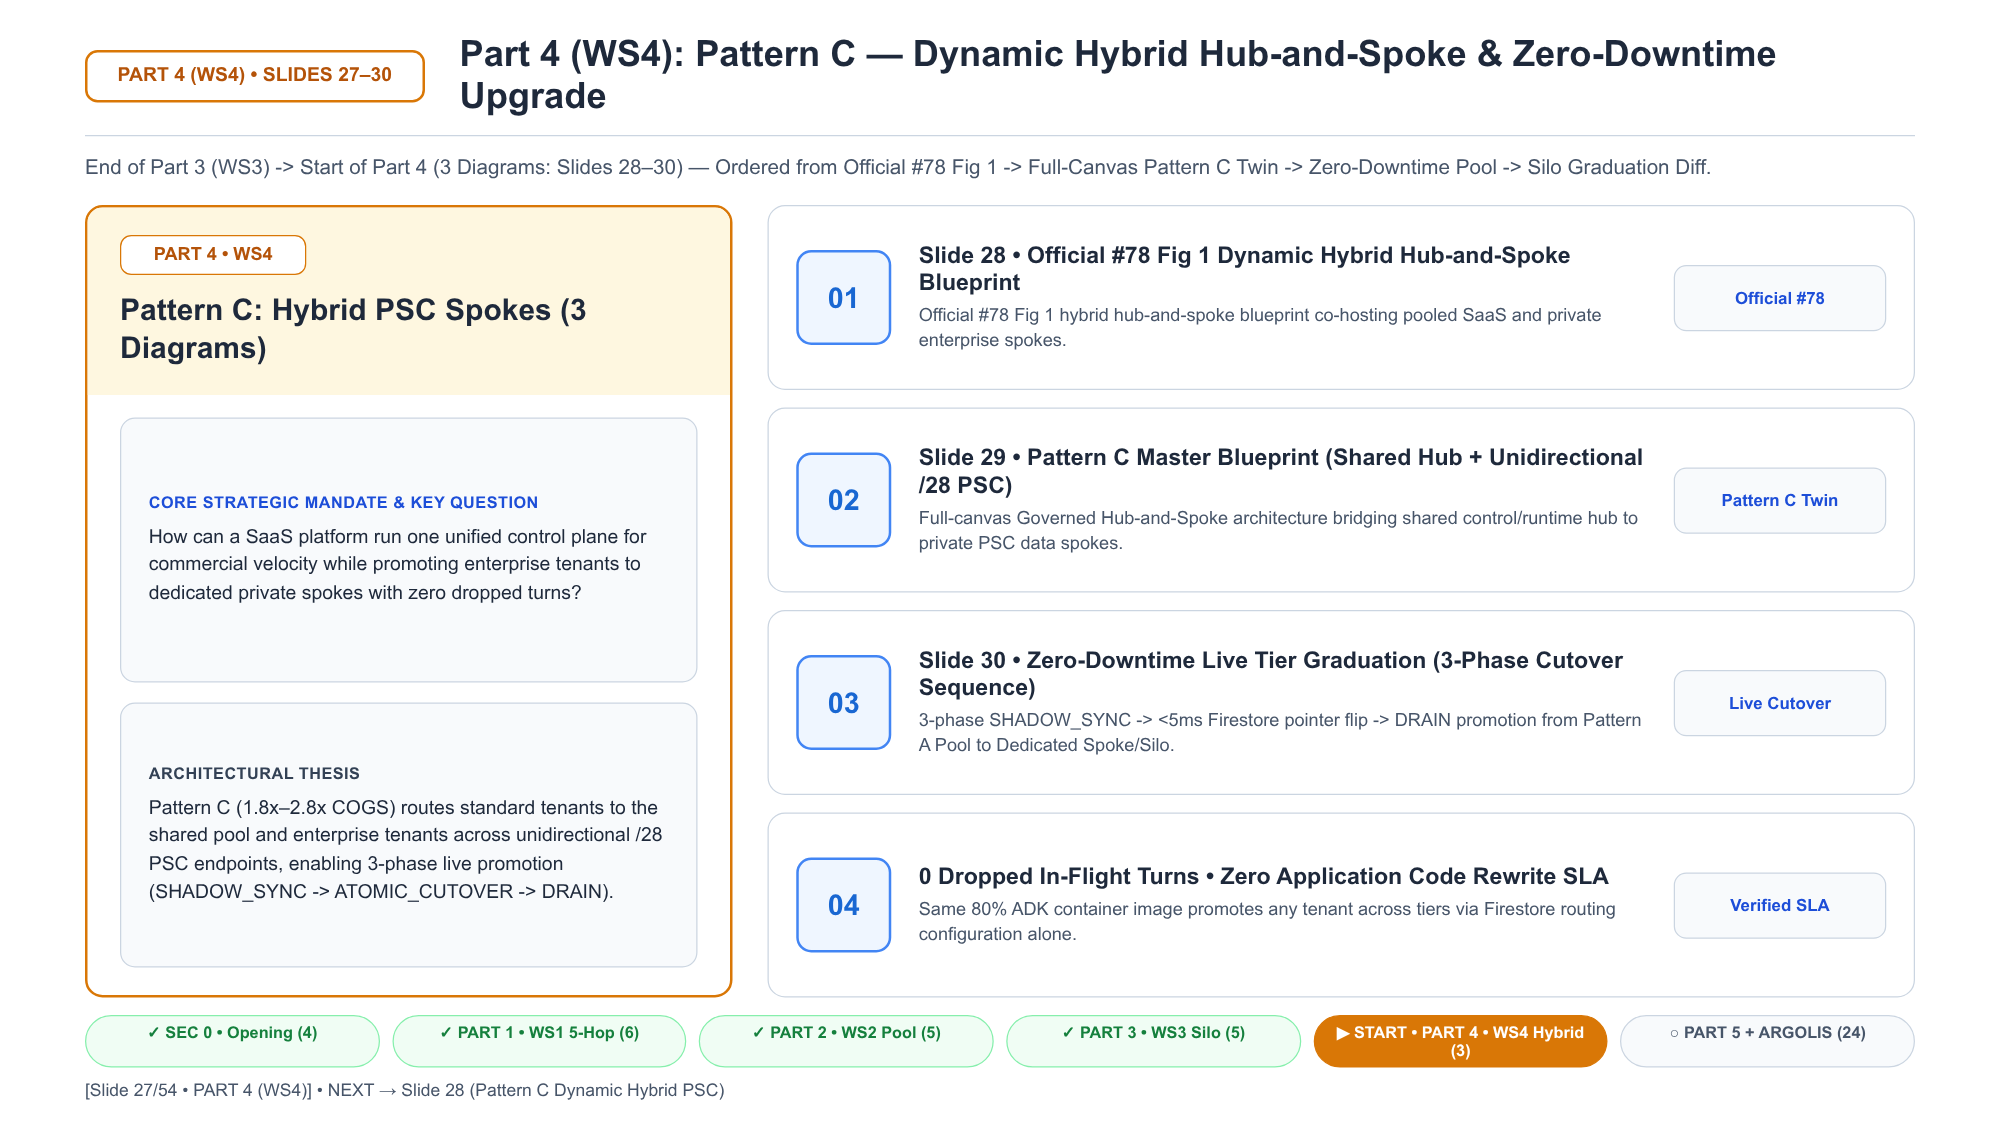 PART 4 (WS4) • SLIDES 27–30
Part 4 (WS4): Pattern C — Dynamic Hybrid Hub-and-Spoke & Zero-Downtime
Upgrade
End of Part 3 (WS3) -> Start of Part 4 (3 Diagrams: Slides 28–30) — Ordered from Official #78 Fig 1 -> Full-Canvas Pattern C Twin -> Zero-Downtime Pool -> Silo Graduation Diff.
PART 4 • WS4
Pattern C: Hybrid PSC Spokes (3
Diagrams)
CORE STRATEGIC MANDATE & KEY QUESTION
How can a SaaS platform run one unified control plane for
commercial velocity while promoting enterprise tenants to
dedicated private spokes with zero dropped turns?
ARCHITECTURAL THESIS
Pattern C (1.8x–2.8x COGS) routes standard tenants to the
shared pool and enterprise tenants across unidirectional /28
PSC endpoints, enabling 3-phase live promotion
(SHADOW_SYNC -> ATOMIC_CUTOVER -> DRAIN).
01
Slide 28 • Official #78 Fig 1 Dynamic Hybrid Hub-and-Spoke
Blueprint
Official #78 Fig 1 hybrid hub-and-spoke blueprint co-hosting pooled SaaS and private
enterprise spokes.
Official #78
02
Slide 29 • Pattern C Master Blueprint (Shared Hub + Unidirectional
/28 PSC)
Full-canvas Governed Hub-and-Spoke architecture bridging shared control/runtime hub to
private PSC data spokes.
Pattern C Twin
03
Slide 30 • Zero-Downtime Live Tier Graduation (3-Phase Cutover
Sequence)
3-phase SHADOW_SYNC -> <5ms Firestore pointer flip -> DRAIN promotion from Pattern
A Pool to Dedicated Spoke/Silo.
Live Cutover
04
0 Dropped In-Flight Turns • Zero Application Code Rewrite SLA
Same 80% ADK container image promotes any tenant across tiers via Firestore routing
configuration alone.
Verified SLA
✓ SEC 0 • Opening (4)
✓ PART 1 • WS1 5-Hop (6)
✓ PART 2 • WS2 Pool (5)
✓ PART 3 • WS3 Silo (5)
▶ START • PART 4 • WS4 Hybrid
(3)
○ PART 5 + ARGOLIS (24)
[Slide 27/54 • PART 4 (WS4)] • NEXT → Slide 28 (Pattern C Dynamic Hybrid PSC)